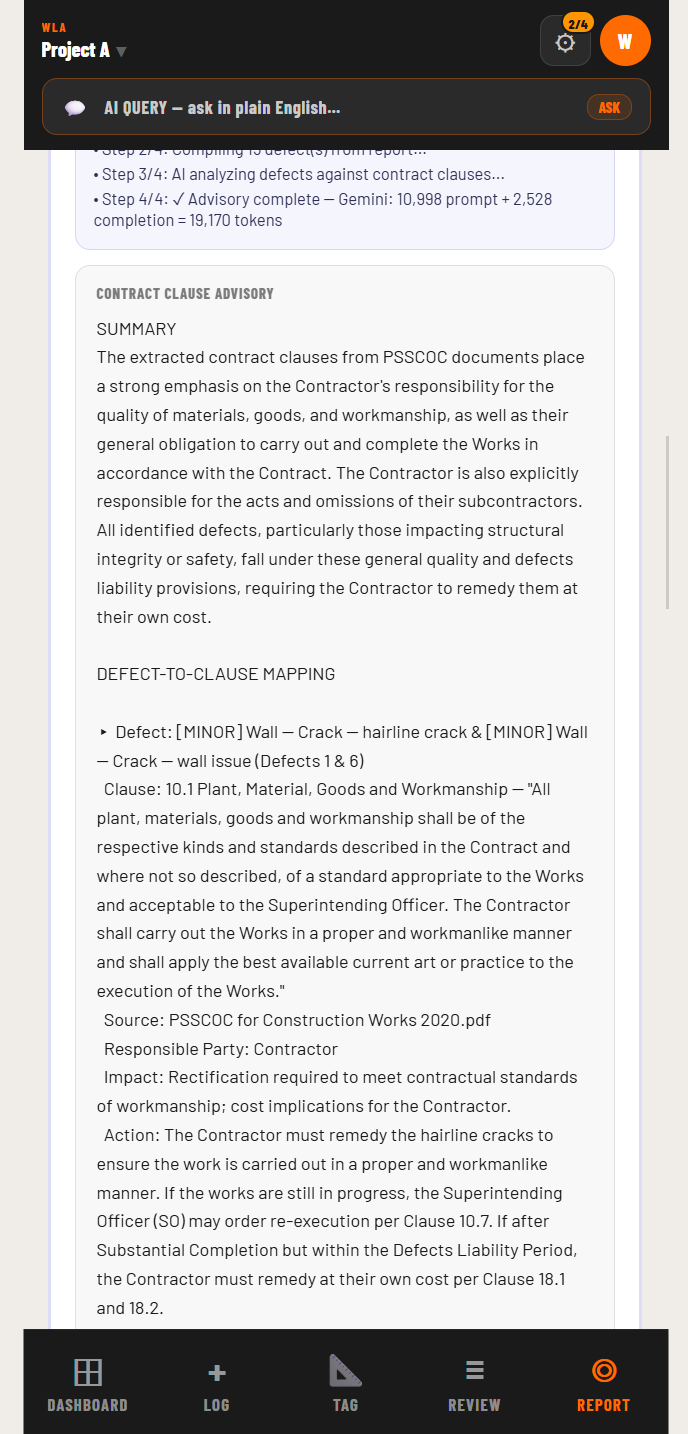 WLA
Project A ▼
2/4
W
AI QUERY — ask in plain English...
ASK
• Step 2/4: Compiling 15 defect(s) from report...
• Step 3/4: AI analyzing defects against contract clauses...
• Step 4/4: ✓ Advisory complete — Gemini: 10,998 prompt + 2,528
completion = 19,170 tokens
CONTRACT CLAUSE ADVISORY
SUMMARY
The extracted contract clauses from PSSCOC documents place
a strong emphasis on the Contractor's responsibility for the
quality of materials, goods, and workmanship, as well as their
general obligation to carry out and complete the Works in
accordance with the Contract. The Contractor is also explicitly
responsible for the acts and omissions of their subcontractors.
All identified defects, particularly those impacting structural
integrity or safety, fall under these general quality and defects
liability provisions, requiring the Contractor to remedy them at
their own cost.
DEFECT-TO-CLAUSE MAPPING
‣ Defect: [MINOR] Wall — Crack — hairline crack & [MINOR] Wall
— Crack — wall issue (Defects 1 & 6)
Clause: 10.1 Plant, Material, Goods and Workmanship — "All
plant, materials, goods and workmanship shall be of the
respective kinds and standards described in the Contract and
where not so described, of a standard appropriate to the Works
and acceptable to the Superintending Officer. The Contractor
shall carry out the Works in a proper and workmanlike manner
and shall apply the best available current art or practice to the
execution of the Works."
Source: PSSCOC for Construction Works 2020.pdf
Responsible Party: Contractor
Impact: Rectification required to meet contractual standards
of workmanship; cost implications for the Contractor.
Action: The Contractor must remedy the hairline cracks to
ensure the work is carried out in a proper and workmanlike
manner. If the works are still in progress, the Superintending
Officer (SO) may order re-execution per Clause 10.7. If after
Substantial Completion but within the Defects Liability Period,
the Contractor must remedy at their own cost per Clause 18.1
and 18.2.
DASHBOARD
LOG
TAG
REVIEW
REPORT